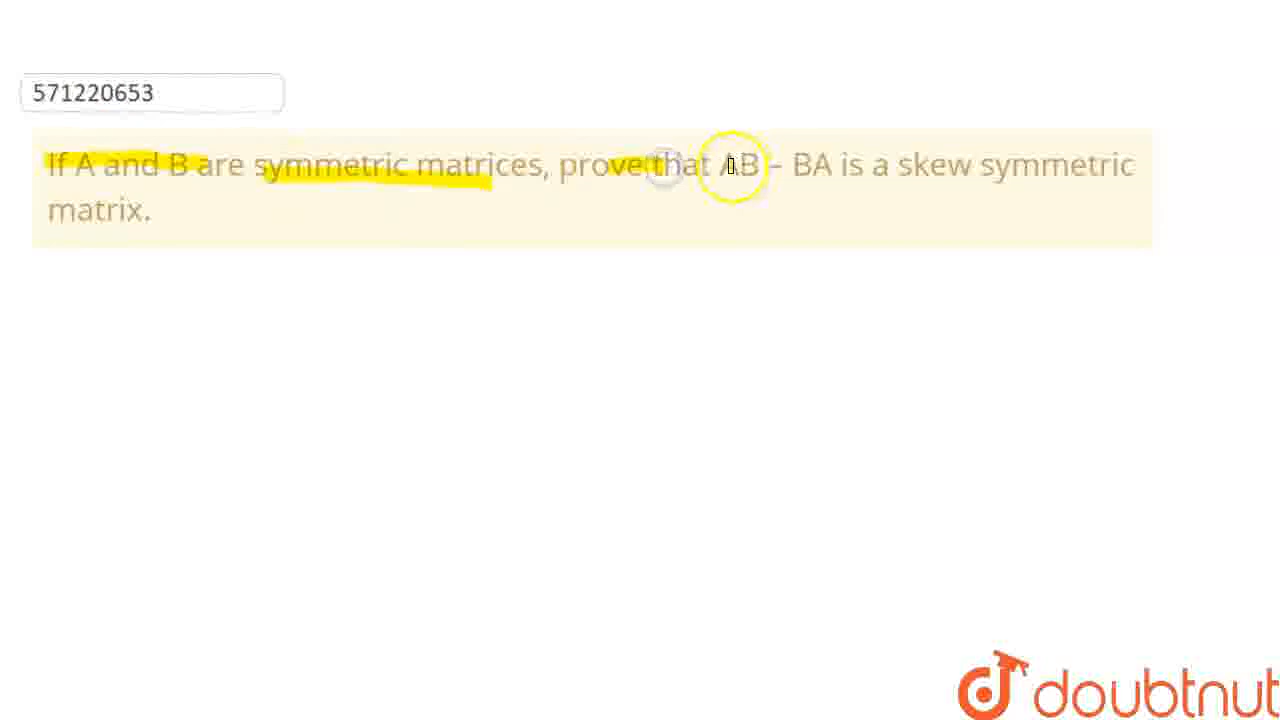 571220653
If A and B are symmetric matrices, prove that AB – BA is a skew symmetric
matrix.
doubtnut